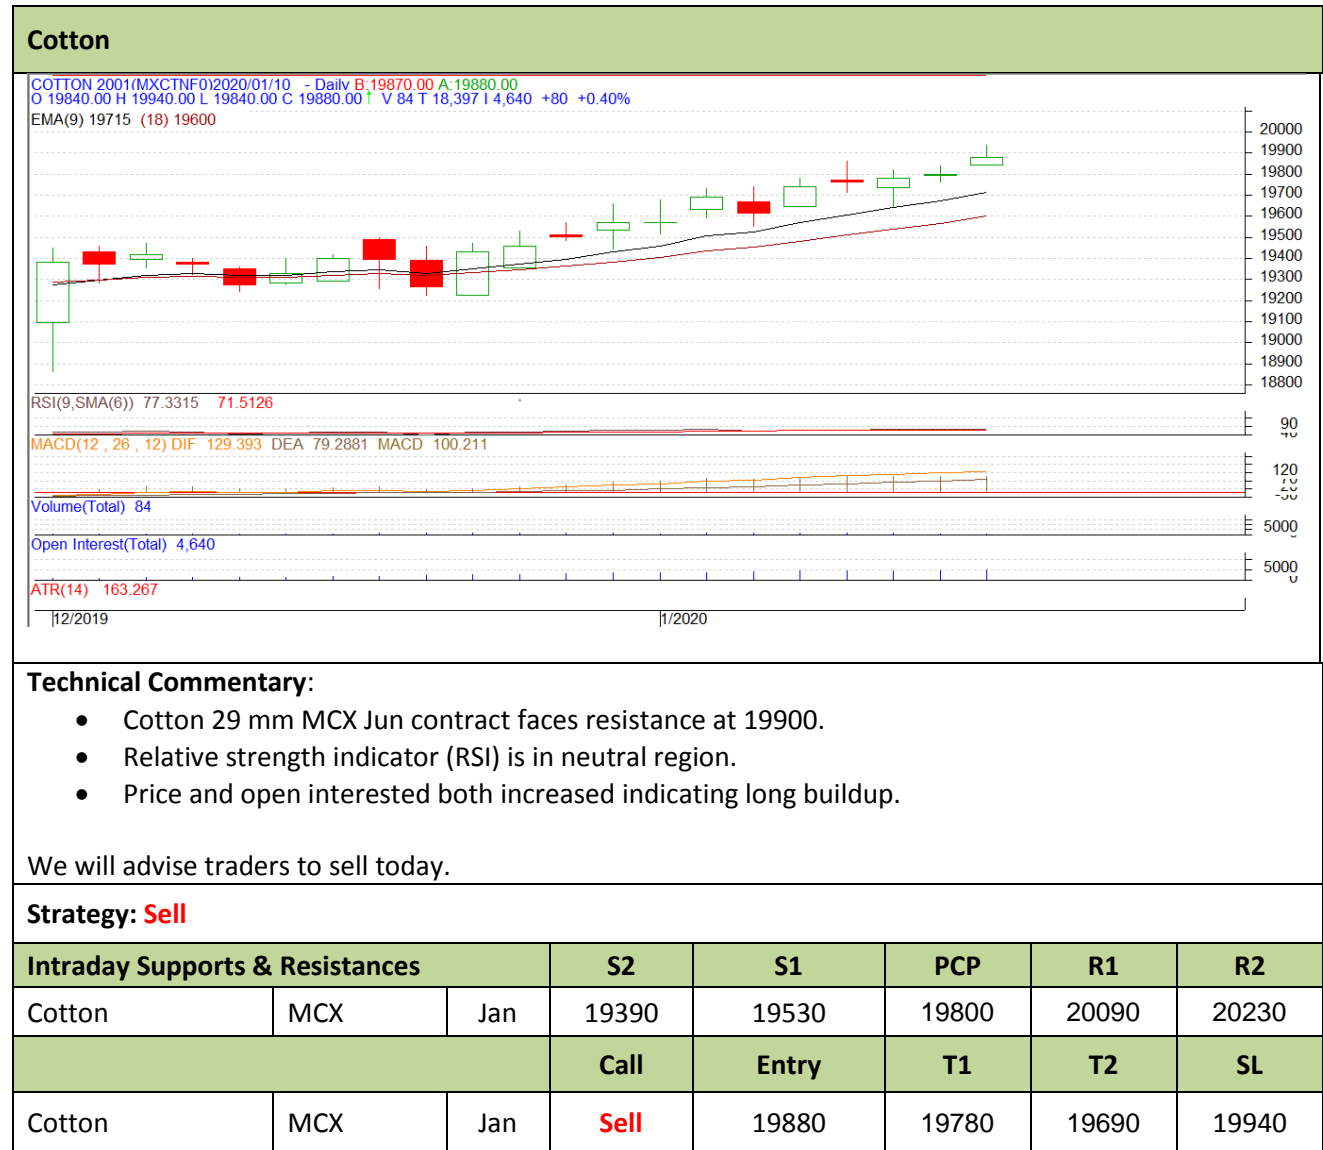 Cotton
COTTON 2001(MXCTNF0)2020/01/10 - Daily B:19870.00 A:19880.00
O 19840.00 H 19940.00 L 19840.00 C 19880.00↑ V 84 T 18,397 I 4,640 +80 +0.40%
EMA(9) 19715 (18) 19600
20000
19900
19800
19700
19600
19500
19400
19300
19200
19100
19000
18900
18800
RSI(9,SMA(6)) 77.3315 71.5126
90
40
MACD(12 , 26 , 12) DIF 129.393 DEA 79.2881 MACD 100.211
120
Volume(Total) 84
5000
Open Interest(Total) 4,640
5000
0
ATR(14) 163.267
12/2019 1/2020
Technical Commentary:
• Cotton 29 mm MCX Jun contract faces resistance at 19900.
• Relative strength indicator (RSI) is in neutral region.
• Price and open interested both increased indicating long buildup.
We will advise traders to sell today.
Strategy: Sell
Intraday Supports & Resistances S2 S1 PCP R1 R2
Cotton MCX Jan 19390 19530 19800 20090 20230
Call Entry T1 T2 SL
Cotton MCX Jan Sell 19880 19780 19690 19940